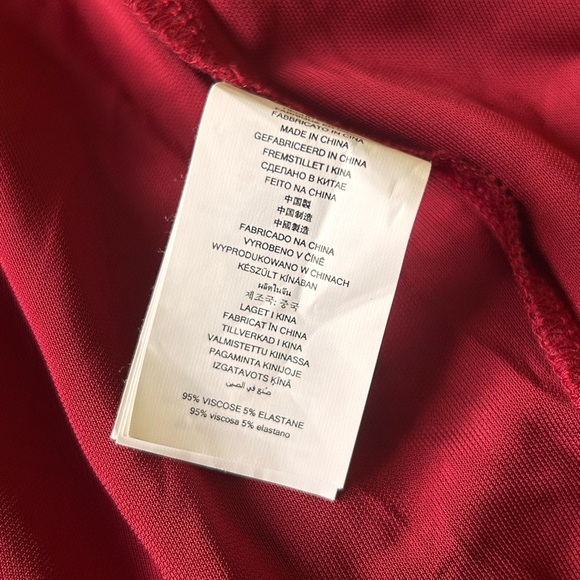 FABBRICATO IN CINA
MADE IN CHINA
GEFABRICEERD IN CHINA
FREMSTILLET I KINA
СДЕЛАНО В КИТАЕ
FEITO NA CHINA
中国製
中国制造
中國製造
FABRICADO NA CHINA
VYROBENO V ČÍNĚ
WYPRODUKOWANO W CHINACH
KÉSZÜLT KÍNÁBAN
ผลิตในจีน
제조국: 중국
LAGET I KINA
FABRICAT ÎN CHINA
TILLVERKAD I KINA
VALMISTETTU KIINASSA
PAGAMINTA KINIJOJE
IZGATAVOTS ĶĪNĀ
صنع في الصين
95% VISCOSE 5% ELASTANE
95% viscosa 5% elastano